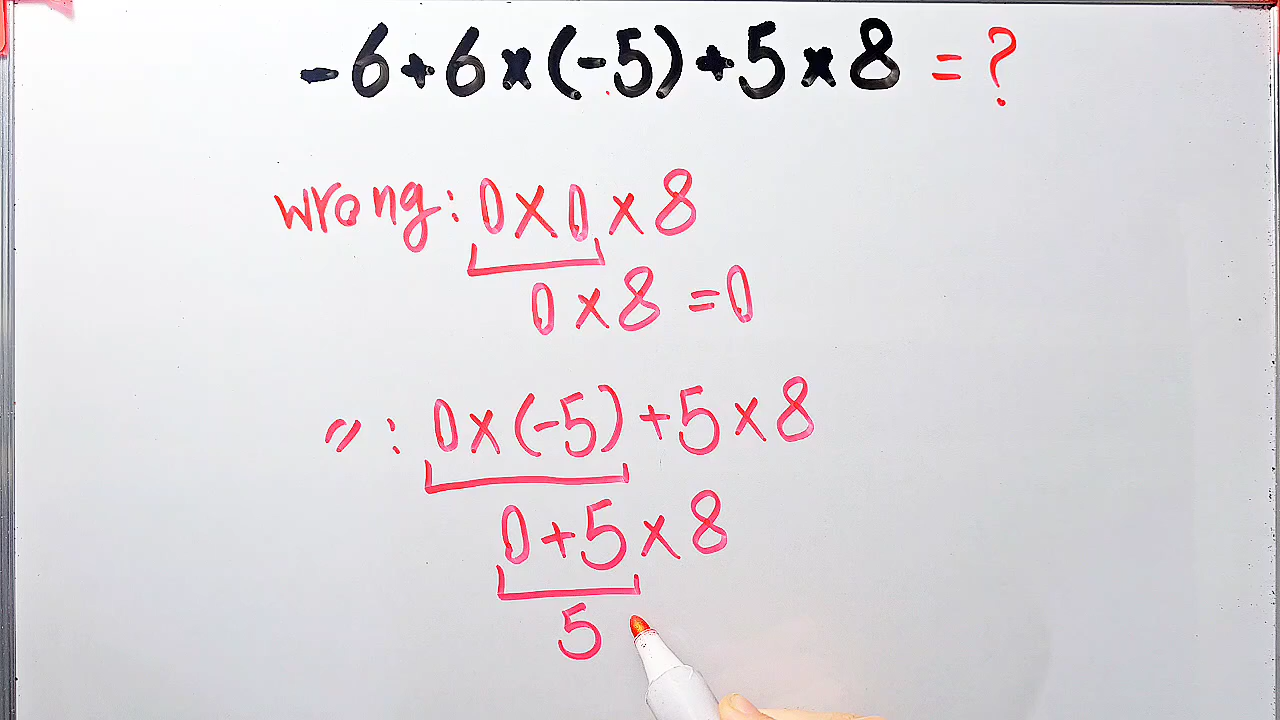 -6+6×(-5)+5×8 = ?
wrong: 0×0×8
0×8 =0
〃: 0×(-5)+5×8
0+5×8
5